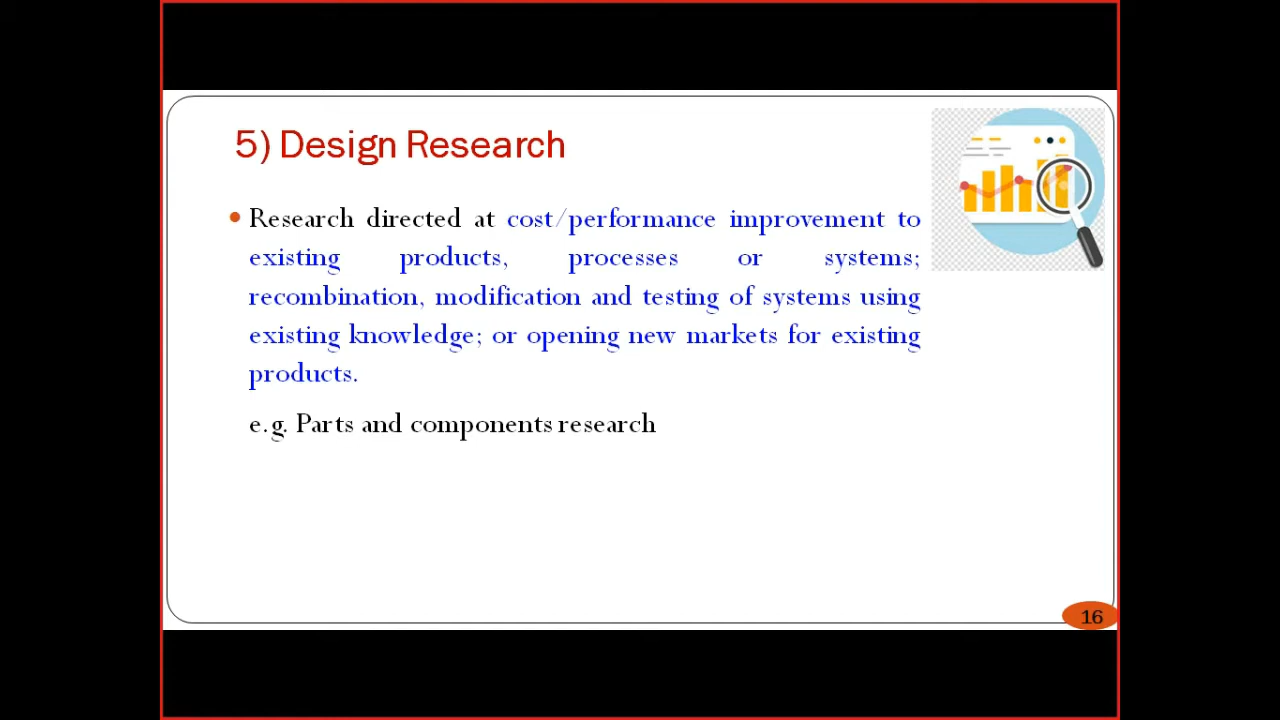 5) Design Research
Research directed at cost/performance improvement to
existing products, processes or systems;
recombination, modification and testing of systems using
existing knowledge; or opening new markets for existing
products.
e.g. Parts and components research
16